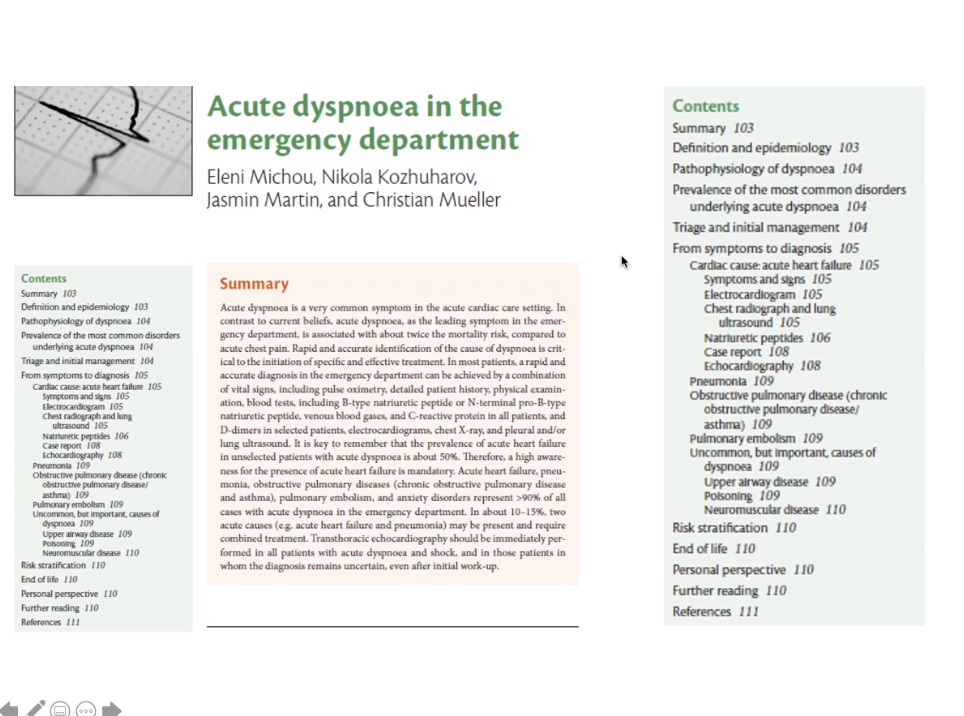 Acute dyspnoea in the
emergency department
Eleni Michou, Nikola Kozhuharov,
Jasmin Martin, and Christian Mueller
Contents
Summary 103
Definition and epidemiology 103
Pathophysiology of dyspnoea 104
Prevalence of the most common disorders
underlying acute dyspnoea 104
Triage and initial management 104
From symptoms to diagnosis 105
Cardiac cause: acute heart failure 105
Symptoms and signs 105
Electrocardiogram 105
Chest radiograph and lung
ultrasound 105
Natriuretic peptides 106
Case report 108
Echocardiography 108
Pneumonia 109
Obstructive pulmonary disease (chronic
obstructive pulmonary disease/
asthma) 109
Pulmonary embolism 109
Uncommon, but important, causes of
dyspnoea 109
Upper airway disease 109
Poisoning 109
Neuromuscular disease 110
Risk stratification 110
End of life 110
Personal perspective 110
Further reading 110
References 111
Summary
Acute dyspnoea is a very common symptom in the acute cardiac care setting. In
contrast to current beliefs, acute dyspnoea, as the leading symptom in the emer-
gency department, is associated with about twice the mortality risk, compared to
acute chest pain. Rapid and accurate identification of the cause of dyspnoea is crit-
ical to the initiation of specific and effective treatment. In most patients, a rapid and
accurate diagnosis in the emergency department can be achieved by a combination
of vital signs, including pulse oximetry, detailed patient history, physical examin-
ation, blood tests, including B-type natriuretic peptide or N-terminal pro-B-type
natriuretic peptide, venous blood gases, and C-reactive protein in all patients, and
D-dimers in selected patients, electrocardiograms, chest X-ray, and pleural and/or
lung ultrasound. It is key to remember that the prevalence of acute heart failure
in unselected patients with acute dyspnoea is about 50%. Therefore, a high aware-
ness for the presence of acute heart failure is mandatory. Acute heart failure, pneu-
monia, obstructive pulmonary diseases (chronic obstructive pulmonary disease
and asthma), pulmonary embolism, and anxiety disorders represent >90% of all
cases with acute dyspnoea in the emergency department. In about 10–15%, two
acute causes (e.g. acute heart failure and pneumonia) may be present and require
combined treatment. Transthoracic echocardiography should be immediately per-
formed in all patients with acute dyspnoea and shock, and in those patients in
whom the diagnosis remains uncertain, even after initial work-up.
Contents
Summary 103
Definition and epidemiology 103
Pathophysiology of dyspnoea 104
Prevalence of the most common disorders
underlying acute dyspnoea 104
Triage and initial management 104
From symptoms to diagnosis 105
Cardiac cause: acute heart failure 105
Symptoms and signs 105
Electrocardiogram 105
Chest radiograph and lung
ultrasound 105
Natriuretic peptides 106
Case report 108
Echocardiography 108
Pneumonia 109
Obstructive pulmonary disease (chronic
obstructive pulmonary disease/
asthma) 109
Pulmonary embolism 109
Uncommon, but important, causes of
dyspnoea 109
Upper airway disease 109
Poisoning 109
Neuromuscular disease 110
Risk stratification 110
End of life 110
Personal perspective 110
Further reading 110
References 111